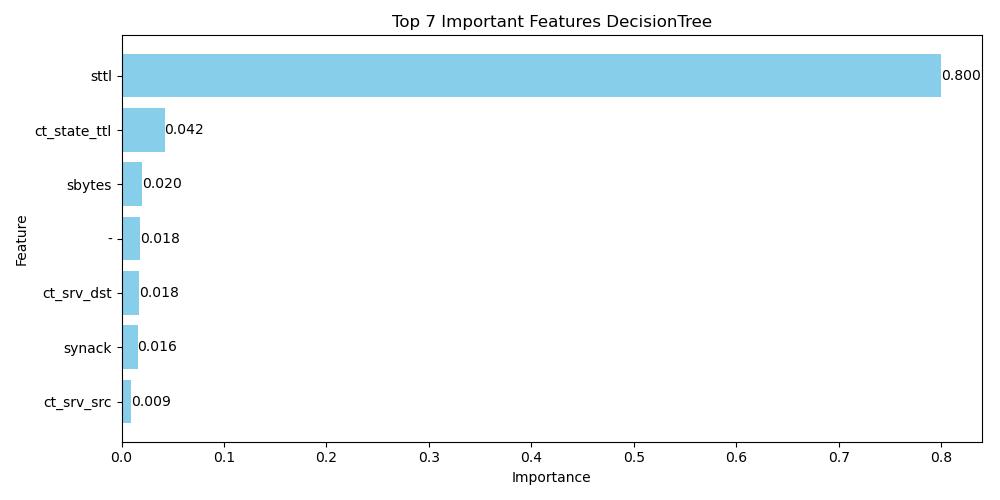 Top 7 Important Features DecisionTree
Feature
sttl
0.800
ct_state_ttl
0.042
sbytes
0.020
-
0.018
ct_srv_dst
0.018
synack
0.016
ct_srv_src
0.009
0.0 0.1 0.2 0.3 0.4 0.5 0.6 0.7 0.8
Importance